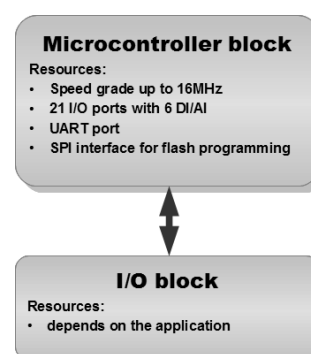 Microcontroller block
Resources:
• Speed grade up to 16MHz
• 21 I/O ports with 6 DI/AI
• UART port
• SPI interface for flash programming
I/O block
Resources:
• depends on the application